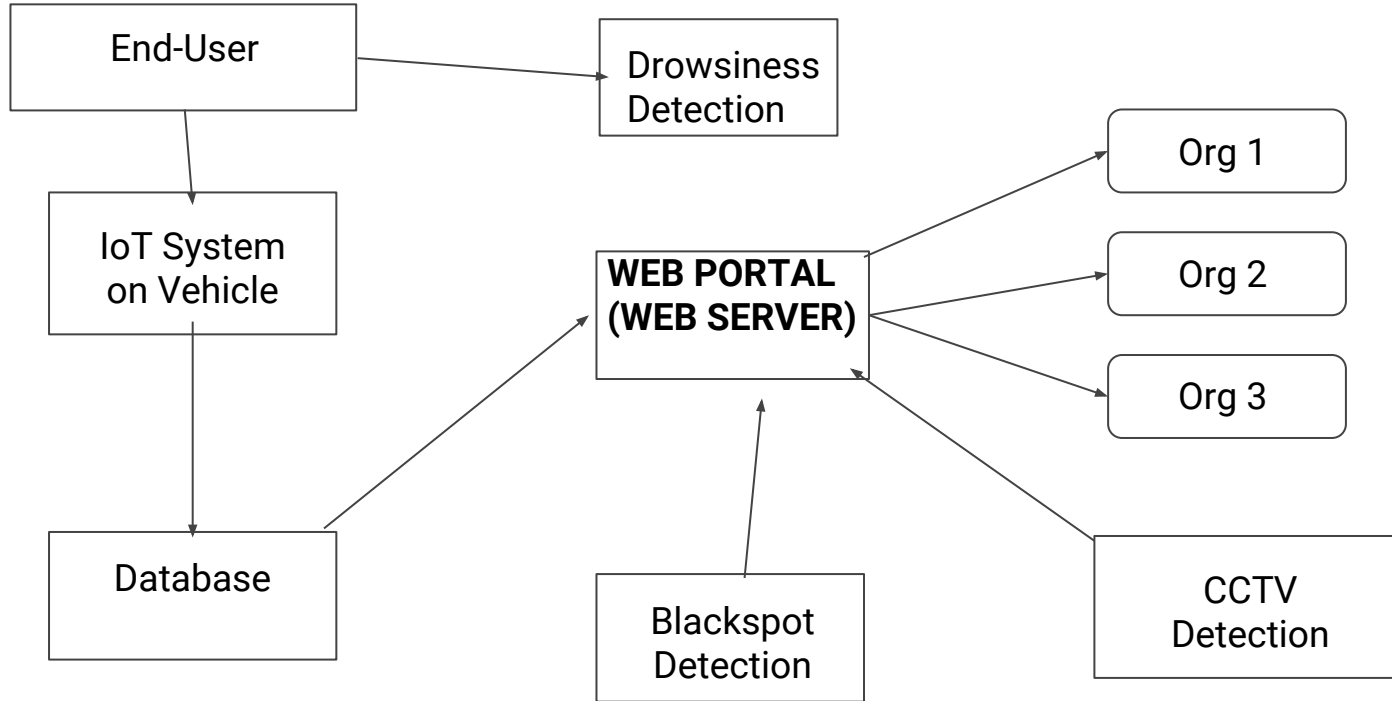 End-User
Drowsiness
Detection
Org 1
IoT System
on Vehicle
WEB PORTAL
(WEB SERVER)
Org 2
Org 3
Database
Blackspot
Detection
CCTV
Detection